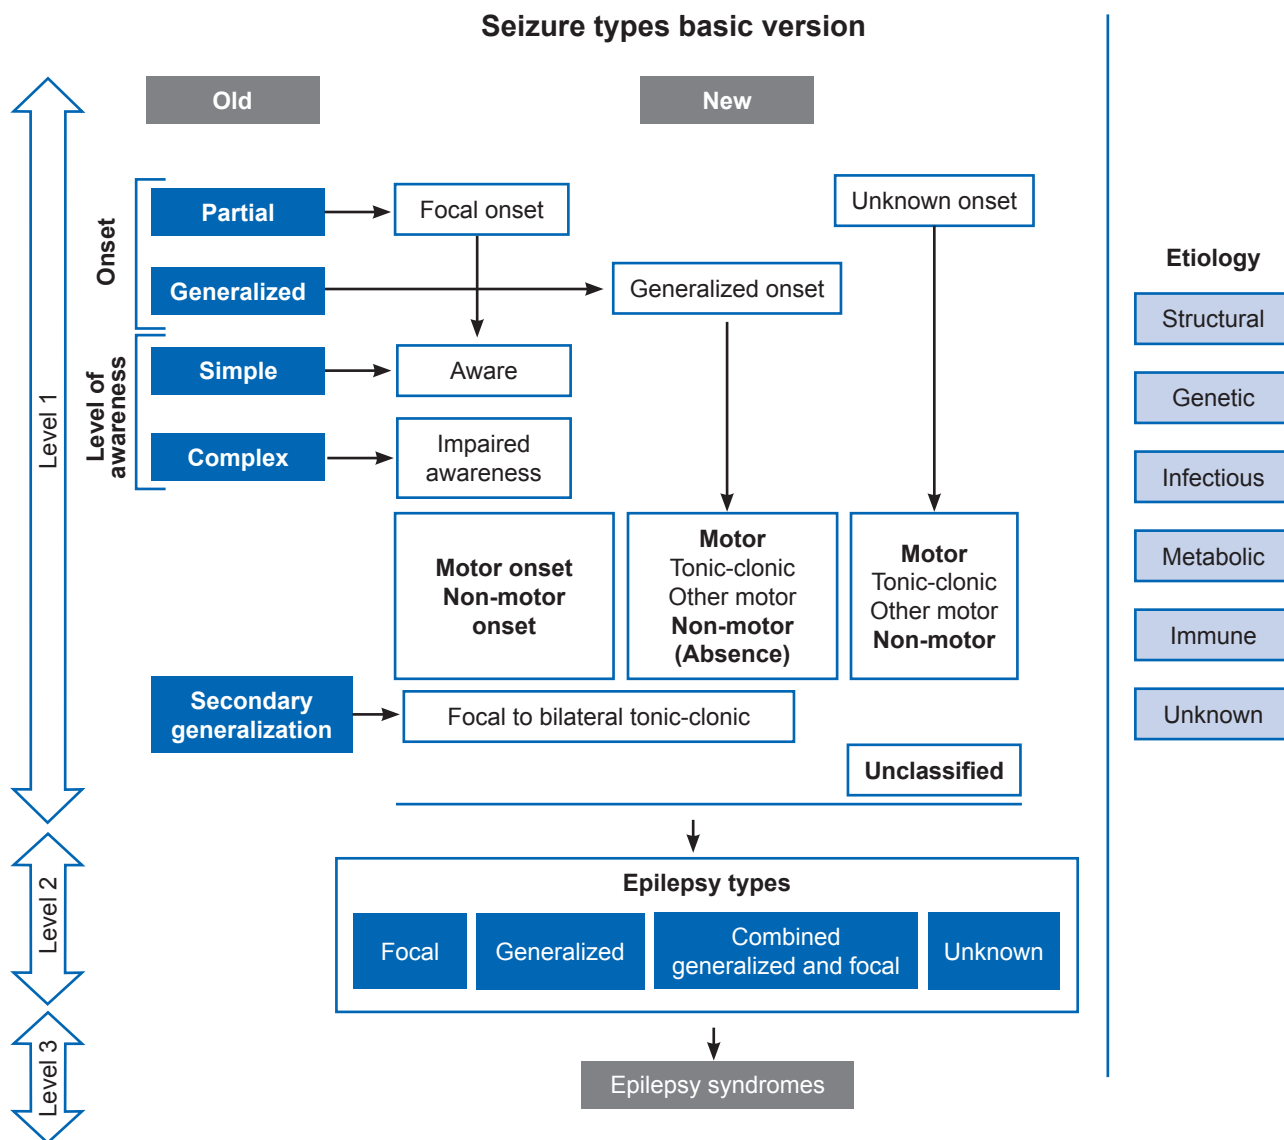 Seizure types basic version
Old
New
Onset
Partial
Focal onset
Unknown onset
Generalized
Generalized onset
Level of
awareness
Simple
Aware
Complex
Impaired
awareness
Motor onset
Non-motor
onset
Motor
Tonic-clonic
Other motor
Non-motor
(Absence)
Motor
Tonic-clonic
Other motor
Non-motor
Secondary
generalization
Focal to bilateral tonic-clonic
Unclassified
Level 1
Level 2
Epilepsy types
Focal
Generalized
Combined
generalized and focal
Unknown
Level 3
Epilepsy syndromes
Etiology
Structural
Genetic
Infectious
Metabolic
Immune
Unknown